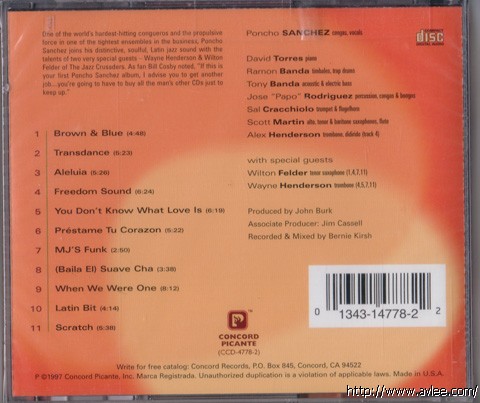 One of the world's hardest-hitting congueros and the propulsive
force in one of the tightest ensembles in the business, Poncho
Sanchez joins his distinctive, soulful, Latin jazz sound with the
talents of two very special guests - Wayne Henderson & Wilton
Felder of The Jazz Crusaders. As fan Bill Cosby noted, "If this is
your first Poncho Sanchez album, I advise you to get another
job...you're going to have to buy all the man's other CDs just to
keep up."
1 Brown & Blue (4:48)
2 Transdance (5:23)
3 Aleluia (5:26)
4 Freedom Sound (6:24)
5 You Don't Know What Love Is (6:19)
6 Préstame Tu Corazon (5:22)
7 MJ'S Funk (2:50)
8 (Baila El) Suave Cha (3:38)
9 When We Were One (8:12)
10 Latin Bit (4:14)
11 Scratch (5:38)
Poncho SANCHEZ congas, vocals
COMPACT
disc
DIGITAL AUDIO
David Torres piano
Ramon Banda timbales, trap drums
Tony Banda acoustic & electric bass
Jose "Papo" Rodriguez percussion, congas & bongos
Sal Cracchiolo trumpet & flugelhorn
Scott Martin alto, tenor & baritone saxophones, flute
Alex Henderson trombone, (track 4)
with special guests
Wilton Felder tenor saxophone (1,4,7,11)
Wayne Henderson trombone (4,5,7,11)
Produced by John Burk
Associate Producer: Jim Cassell
Recorded & Mixed by Bernie Kirsh
0 1343-14778-2 2
CONCORD
PICANTE
(CCD-4778-2)
Write for free catalog: Concord Records, P.O. Box 845, Concord, CA 94522
℗ ©1997 Concord Picante, Inc. Marca Registrada. Unauthorized duplication is a violation of applicable laws. Made in U.S.A.
http://www.avlee.com